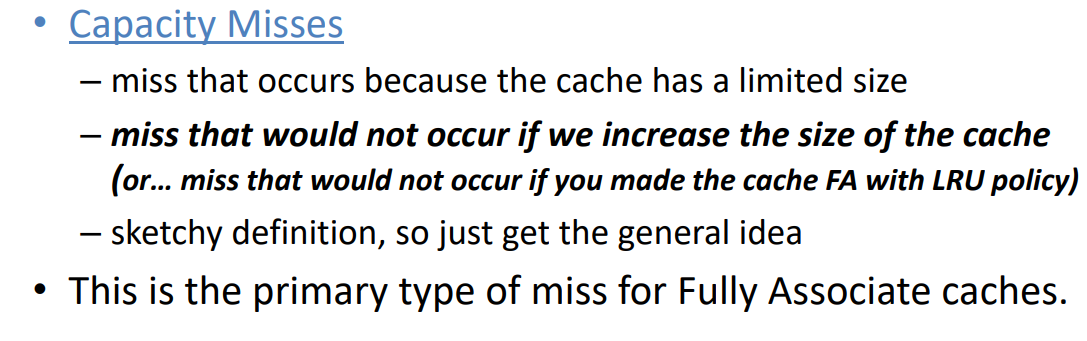 • Capacity Misses
– miss that occurs because the cache has a limited size
– miss that would not occur if we increase the size of the cache
(or… miss that would not occur if you made the cache FA with LRU policy)
– sketchy definition, so just get the general idea
• This is the primary type of miss for Fully Associate caches.